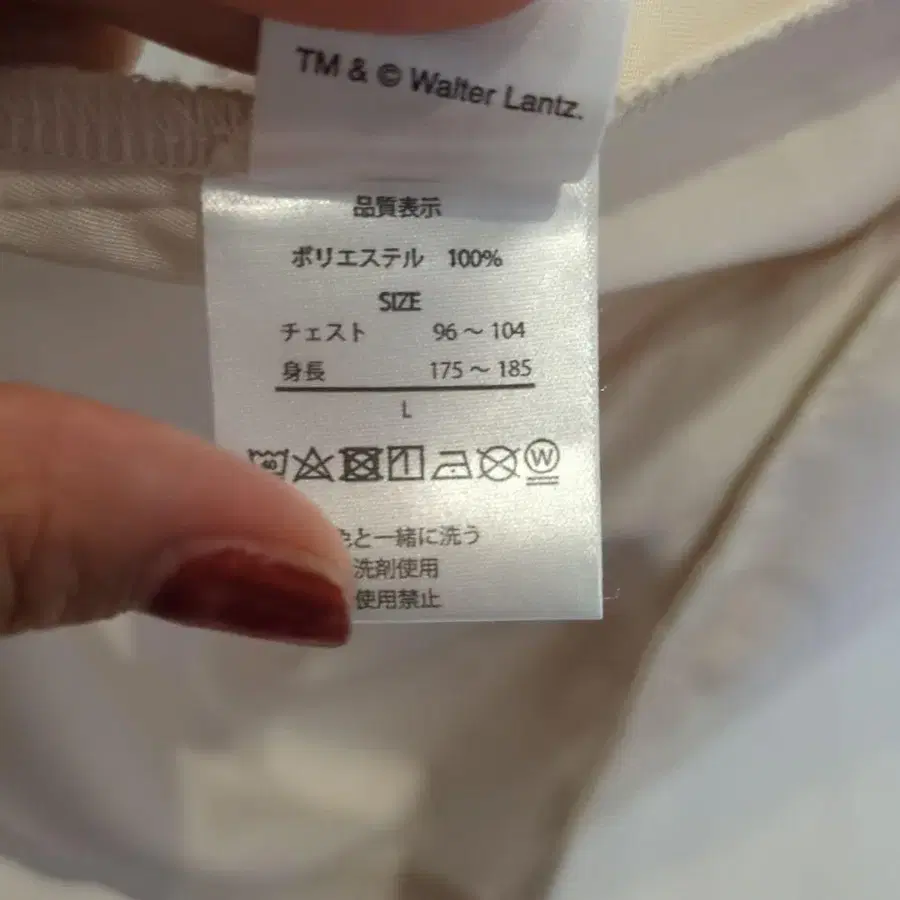 TM & © Walter Lantz.
品質表示
ポリエステル 100%
SIZE
チェスト 96～104
身長 175～185
L
40 W
と一緒に洗う
洗剤使用
使用禁止